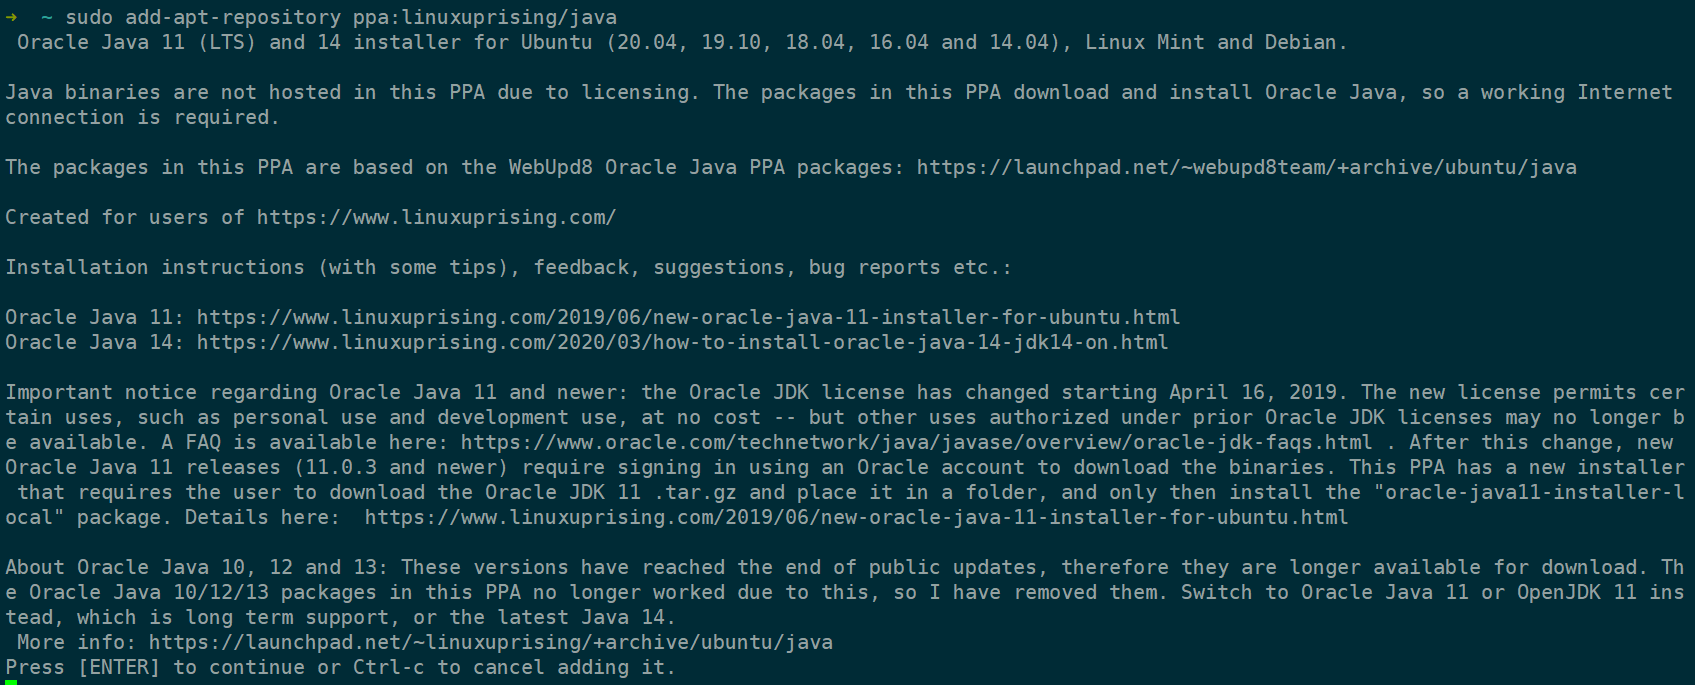 →  ~ sudo add-apt-repository ppa:linuxuprising/java
 Oracle Java 11 (LTS) and 14 installer for Ubuntu (20.04, 19.10, 18.04, 16.04 and 14.04), Linux Mint and Debian.

Java binaries are not hosted in this PPA due to licensing. The packages in this PPA download and install Oracle Java, so a working Internet
connection is required.

The packages in this PPA are based on the WebUpd8 Oracle Java PPA packages: https://launchpad.net/~webupd8team/+archive/ubuntu/java

Created for users of https://www.linuxuprising.com/

Installation instructions (with some tips), feedback, suggestions, bug reports etc.:

Oracle Java 11: https://www.linuxuprising.com/2019/06/new-oracle-java-11-installer-for-ubuntu.html
Oracle Java 14: https://www.linuxuprising.com/2020/03/how-to-install-oracle-java-14-jdk14-on.html

Important notice regarding Oracle Java 11 and newer: the Oracle JDK license has changed starting April 16, 2019. The new license permits cer
tain uses, such as personal use and development use, at no cost -- but other uses authorized under prior Oracle JDK licenses may no longer b
e available. A FAQ is available here: https://www.oracle.com/technetwork/java/javase/overview/oracle-jdk-faqs.html . After this change, new
Oracle Java 11 releases (11.0.3 and newer) require signing in using an Oracle account to download the binaries. This PPA has a new installer
 that requires the user to download the Oracle JDK 11 .tar.gz and place it in a folder, and only then install the "oracle-java11-installer-l
ocal" package. Details here:  https://www.linuxuprising.com/2019/06/new-oracle-java-11-installer-for-ubuntu.html

About Oracle Java 10, 12 and 13: These versions have reached the end of public updates, therefore they are longer available for download. Th
e Oracle Java 10/12/13 packages in this PPA no longer worked due to this, so I have removed them. Switch to Oracle Java 11 or OpenJDK 11 ins
tead, which is long term support, or the latest Java 14.
 More info: https://launchpad.net/~linuxuprising/+archive/ubuntu/java
Press [ENTER] to continue or Ctrl-c to cancel adding it.